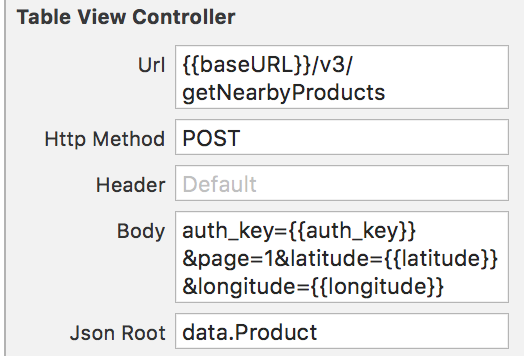 Table View Controller
Url
{{baseURL}}/v3/
getNearbyProducts
Http Method
POST
Header
Default
Body
auth_key={{auth_key}}
&page=1&latitude={{latitude}}
&longitude={{longitude}}
Json Root
data.Product